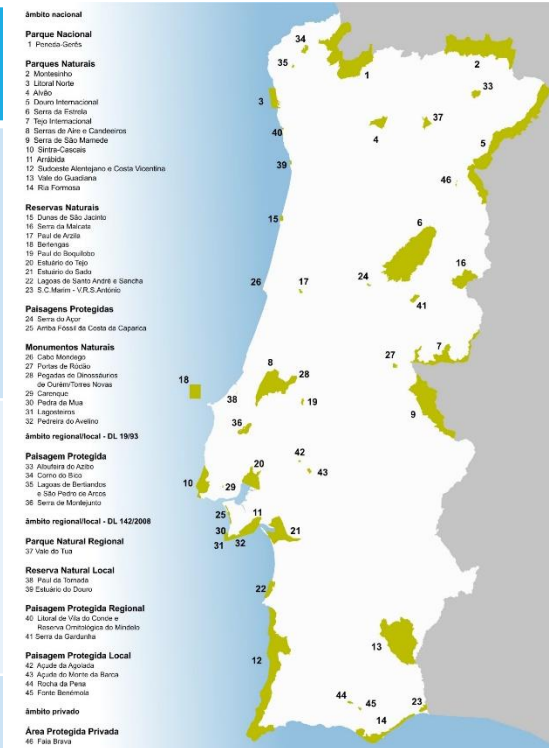 âmbito nacional
Parque Nacional
1 Peneda-Gerês
Parques Naturais
2 Montesinho
3 Litoral Norte
4 Alvão
5 Douro Internacional
6 Serra da Estrela
7 Tejo Internacional
8 Serras de Aire e Candeeiros
9 Serra de São Mamede
10 Sintra-Cascais
11 Arrábida
12 Sudoeste Alentejano e Costa Vicentina
13 Vale do Guadiana
14 Ria Formosa
Reservas Naturais
15 Dunas de São Jacinto
16 Serra da Malcata
17 Paul de Arzila
18 Berlengas
19 Paul do Boquilobo
20 Estuário do Tejo
21 Estuário do Sado
22 Lagoas de Santo André e Sancha
23 S.C.Marim - V.R.S.António
Paisagens Protegidas
24 Serra do Açor
25 Arriba Fóssil da Costa da Caparica
Monumentos Naturais
26 Cabo Mondego
27 Portas de Ródão
28 Pegadas de Dinossáurios
de Ourém/Torres Novas
29 Carenque
30 Pedra da Mua
31 Lagosteiros
32 Pedreira do Avelino
âmbito regional/local - DL 19/93
Paisagem Protegida
33 Albufeira do Azibo
34 Corno do Bico
35 Lagoas de Bertiandos
e São Pedro de Arcos
36 Serra de Montejunto
âmbito regional/local - DL 142/2008
Parque Natural Regional
37 Vale do Tua
Reserva Natural Local
38 Paul da Tornada
39 Estuário do Douro
Paisagem Protegida Regional
40 Litoral de Vila do Conde e
Reserva Ornitológica do Mindelo
41 Serra da Gardunha
Paisagem Protegida Local
42 Açude da Agolada
43 Açude do Monte da Barca
44 Rocha da Pena
45 Fonte Benémola
âmbito privado
Área Protegida Privada
46 Faia Brava
34
35
1
2
33
3
37
4
40
5
39
46
15
6
16
24
26
17
41
7
27
8
28
18
38
19
9
36
42
43
20
10
29
25
11
21
30
32
31
22
13
12
44
45
23
14